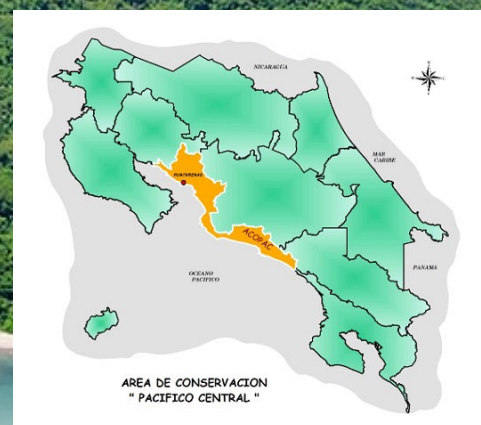 NICARAGUA
MAR
CARIBE
PUNTARENAS
ACOPAC
OCEANO
PACIFICO
PANAMA
AREA DE CONSERVACION
" PACIFICO CENTRAL "